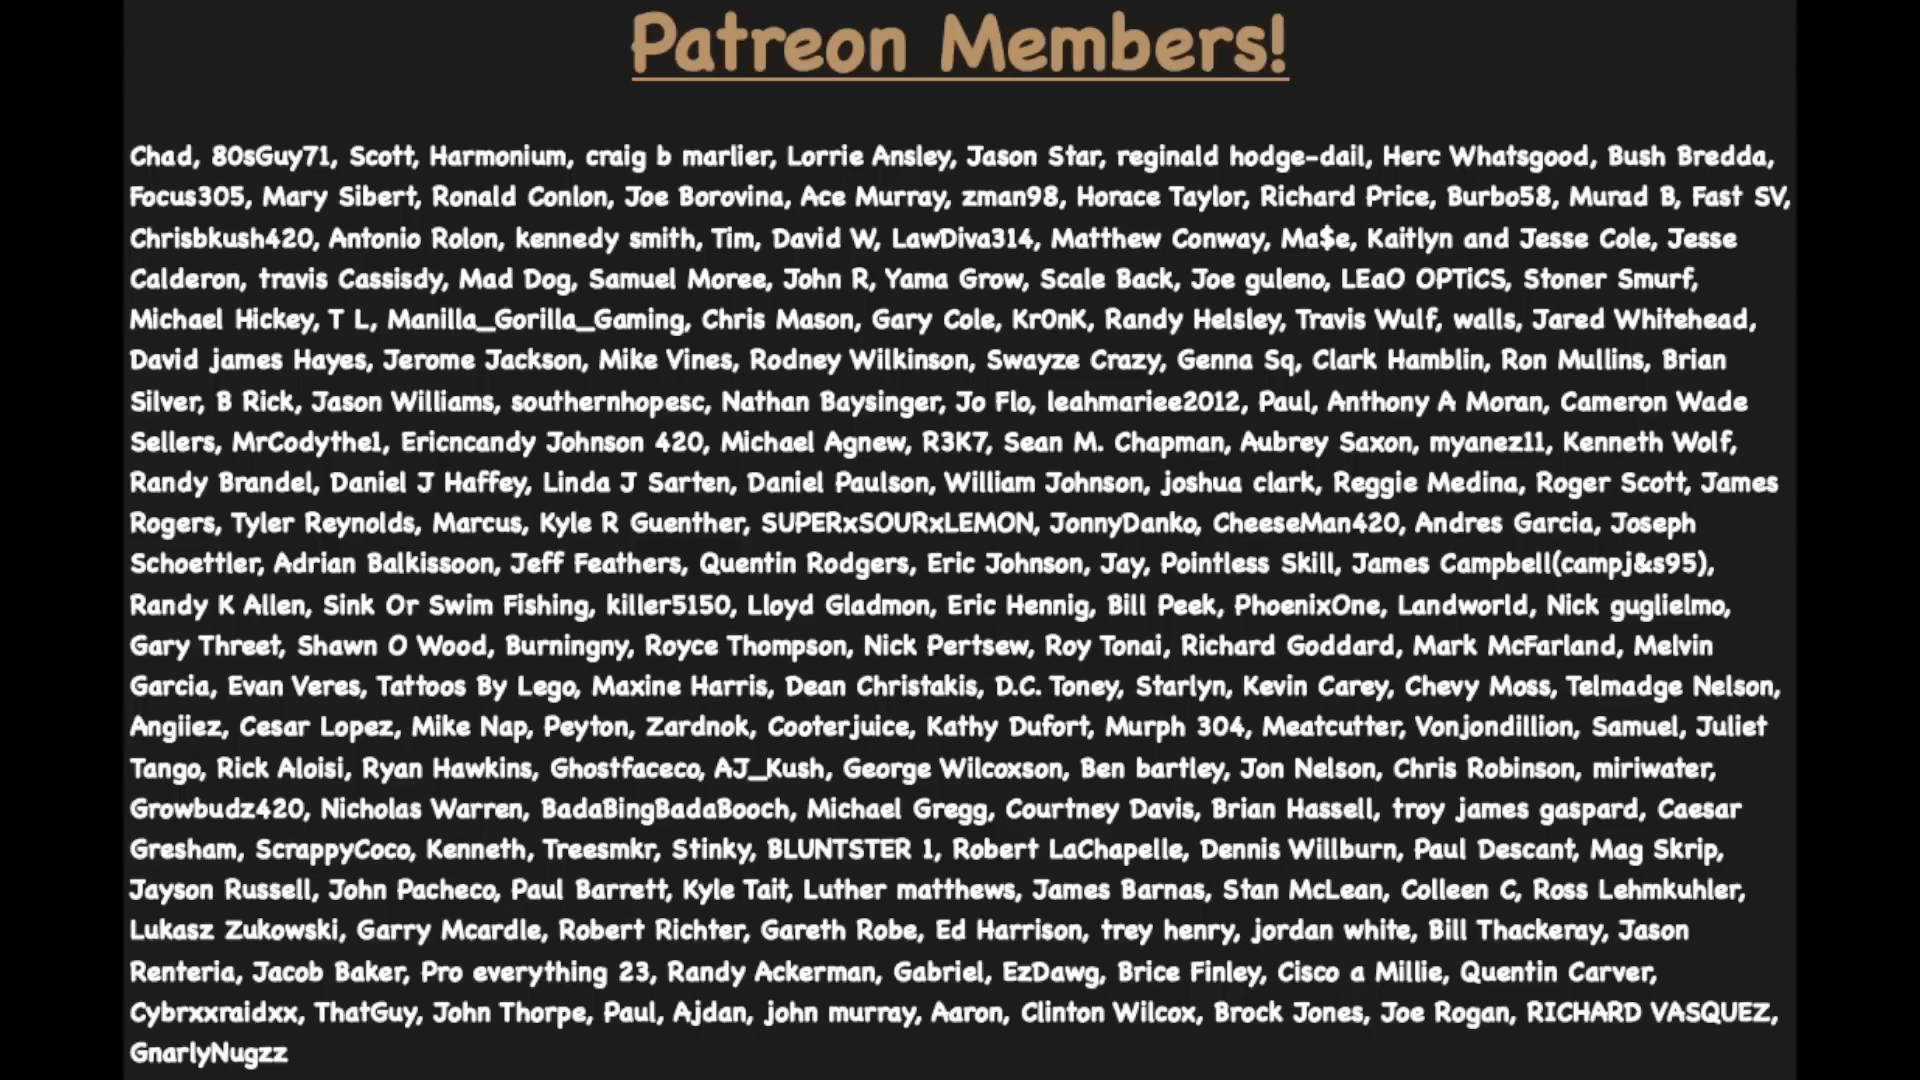 Patreon Members!
Chad, 80sGuy71, Scott, Harmonium, craig b marlier, Lorrie Ansley, Jason Star, reginald hodge-dail, Herc Whatsgood, Bush Bredda,
Focus305, Mary Sibert, Ronald Conlon, Joe Borovina, Ace Murray, zman98, Horace Taylor, Richard Price, Burbo58, Murad B, Fast SV,
Chrisbkush420, Antonio Rolon, kennedy smith, Tim, David W, LawDiva314, Matthew Conway, Ma$e, Kaitlyn and Jesse Cole, Jesse
Calderon, travis Cassisdy, Mad Dog, Samuel Moree, John R, Yama Grow, Scale Back, Joe guleno, LEaO OPTiCS, Stoner Smurf,
Michael Hickey, T L, Manilla_Gorilla_Gaming, Chris Mason, Gary Cole, Kr0nK, Randy Helsley, Travis Wulf, walls, Jared Whitehead,
David james Hayes, Jerome Jackson, Mike Vines, Rodney Wilkinson, Swayze Crazy, Genna Sq, Clark Hamblin, Ron Mullins, Brian
Silver, B Rick, Jason Williams, southernhopesc, Nathan Baysinger, Jo Flo, leahmariee2012, Paul, Anthony A Moran, Cameron Wade
Sellers, MrCodythe1, Ericncandy Johnson 420, Michael Agnew, R3K7, Sean M. Chapman, Aubrey Saxon, myanez11, Kenneth Wolf,
Randy Brandel, Daniel J Haffey, Linda J Sarten, Daniel Paulson, William Johnson, joshua clark, Reggie Medina, Roger Scott, James
Rogers, Tyler Reynolds, Marcus, Kyle R Guenther, SUPERxSOURxLEMON, JonnyDanko, CheeseMan420, Andres Garcia, Joseph
Schoettler, Adrian Balkissoon, Jeff Feathers, Quentin Rodgers, Eric Johnson, Jay, Pointless Skill, James Campbell(campj&s95),
Randy K Allen, Sink Or Swim Fishing, killer5150, Lloyd Gladmon, Eric Hennig, Bill Peek, PhoenixOne, Landworld, Nick guglielmo,
Gary Threet, Shawn O Wood, Burningny, Royce Thompson, Nick Pertsew, Roy Tonai, Richard Goddard, Mark McFarland, Melvin
Garcia, Evan Veres, Tattoos By Lego, Maxine Harris, Dean Christakis, D.C. Toney, Starlyn, Kevin Carey, Chevy Moss, Telmadge Nelson,
Angiiez, Cesar Lopez, Mike Nap, Peyton, Zardnok, Cooterjuice, Kathy Dufort, Murph 304, Meatcutter, Vonjondillion, Samuel, Juliet
Tango, Rick Aloisi, Ryan Hawkins, Ghostfaceco, AJ_Kush, George Wilcoxson, Ben bartley, Jon Nelson, Chris Robinson, miriwater,
Growbudz420, Nicholas Warren, BadaBingBadaBooch, Michael Gregg, Courtney Davis, Brian Hassell, troy james gaspard, Caesar
Gresham, ScrappyCoco, Kenneth, Treesmkr, Stinky, BLUNTSTER 1, Robert LaChapelle, Dennis Willburn, Paul Descant, Mag Skrip,
Jayson Russell, John Pacheco, Paul Barrett, Kyle Tait, Luther matthews, James Barnas, Stan McLean, Colleen C, Ross Lehmkuhler,
Lukasz Zukowski, Garry Mcardle, Robert Richter, Gareth Robe, Ed Harrison, trey henry, jordan white, Bill Thackeray, Jason
Renteria, Jacob Baker, Pro everything 23, Randy Ackerman, Gabriel, EzDawg, Brice Finley, Cisco a Millie, Quentin Carver,
Cybrxxraidxx, ThatGuy, John Thorpe, Paul, Ajdan, john murray, Aaron, Clinton Wilcox, Brock Jones, Joe Rogan, RICHARD VASQUEZ,
GnarlyNugzz